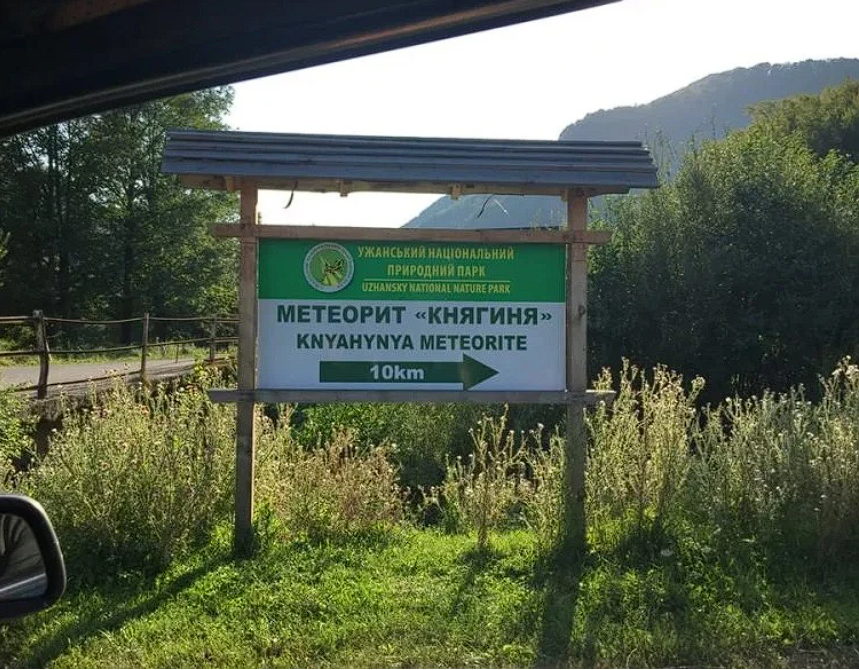 УЖАНСЬКИЙ НАЦІОНАЛЬНИЙ
ПРИРОДНИЙ ПАРК
UZHANSKY NATIONAL NATURE PARK
МЕТЕОРИТ «КНЯГИНЯ»
KNYAHYNYA METEORITE
10km